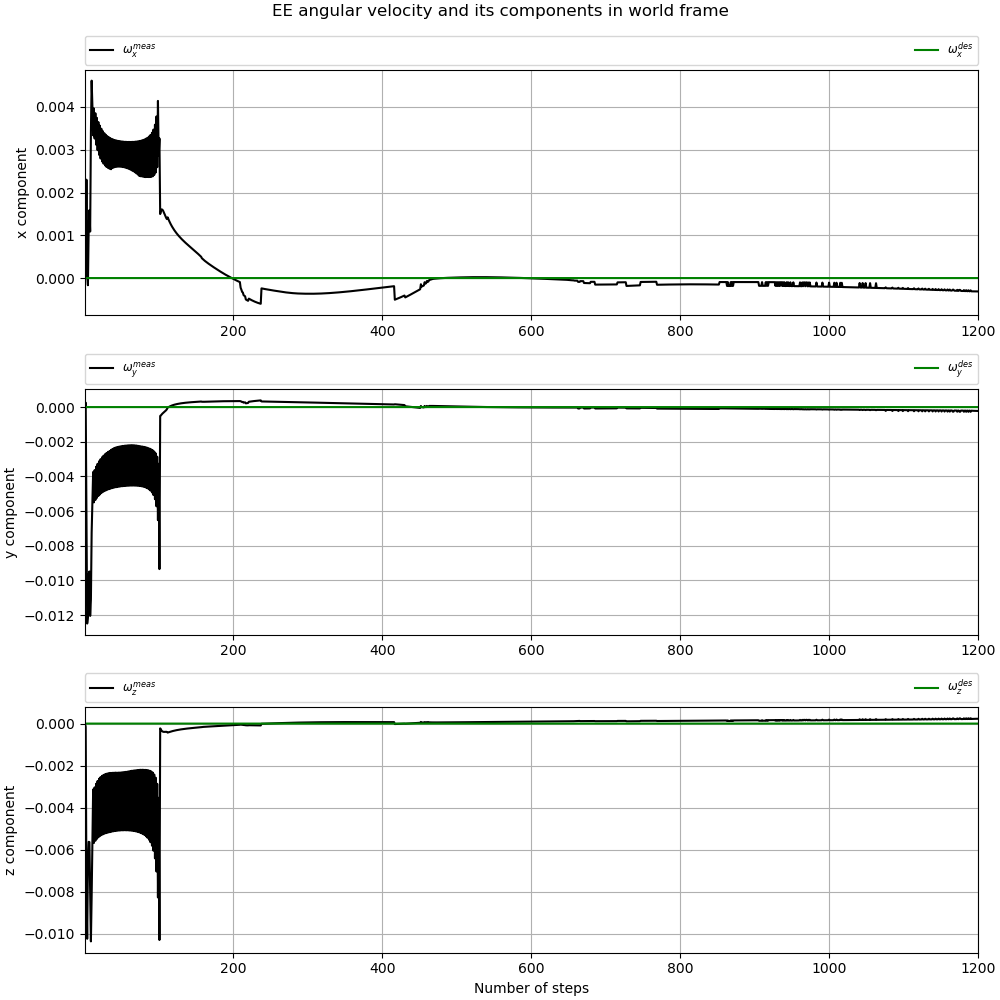 EE angular velocity and its components in world frame
ω_x^meas ω_x^des
0.004
0.003
0.002
0.001
0.000
x component
200 400 600 800 1000 1200
ω_y^meas ω_y^des
0.000
−0.002
−0.004
−0.006
−0.008
−0.010
−0.012
y component
200 400 600 800 1000 1200
ω_z^meas ω_z^des
0.000
−0.002
−0.004
−0.006
−0.008
−0.010
z component
200 400 600 800 1000 1200
Number of steps